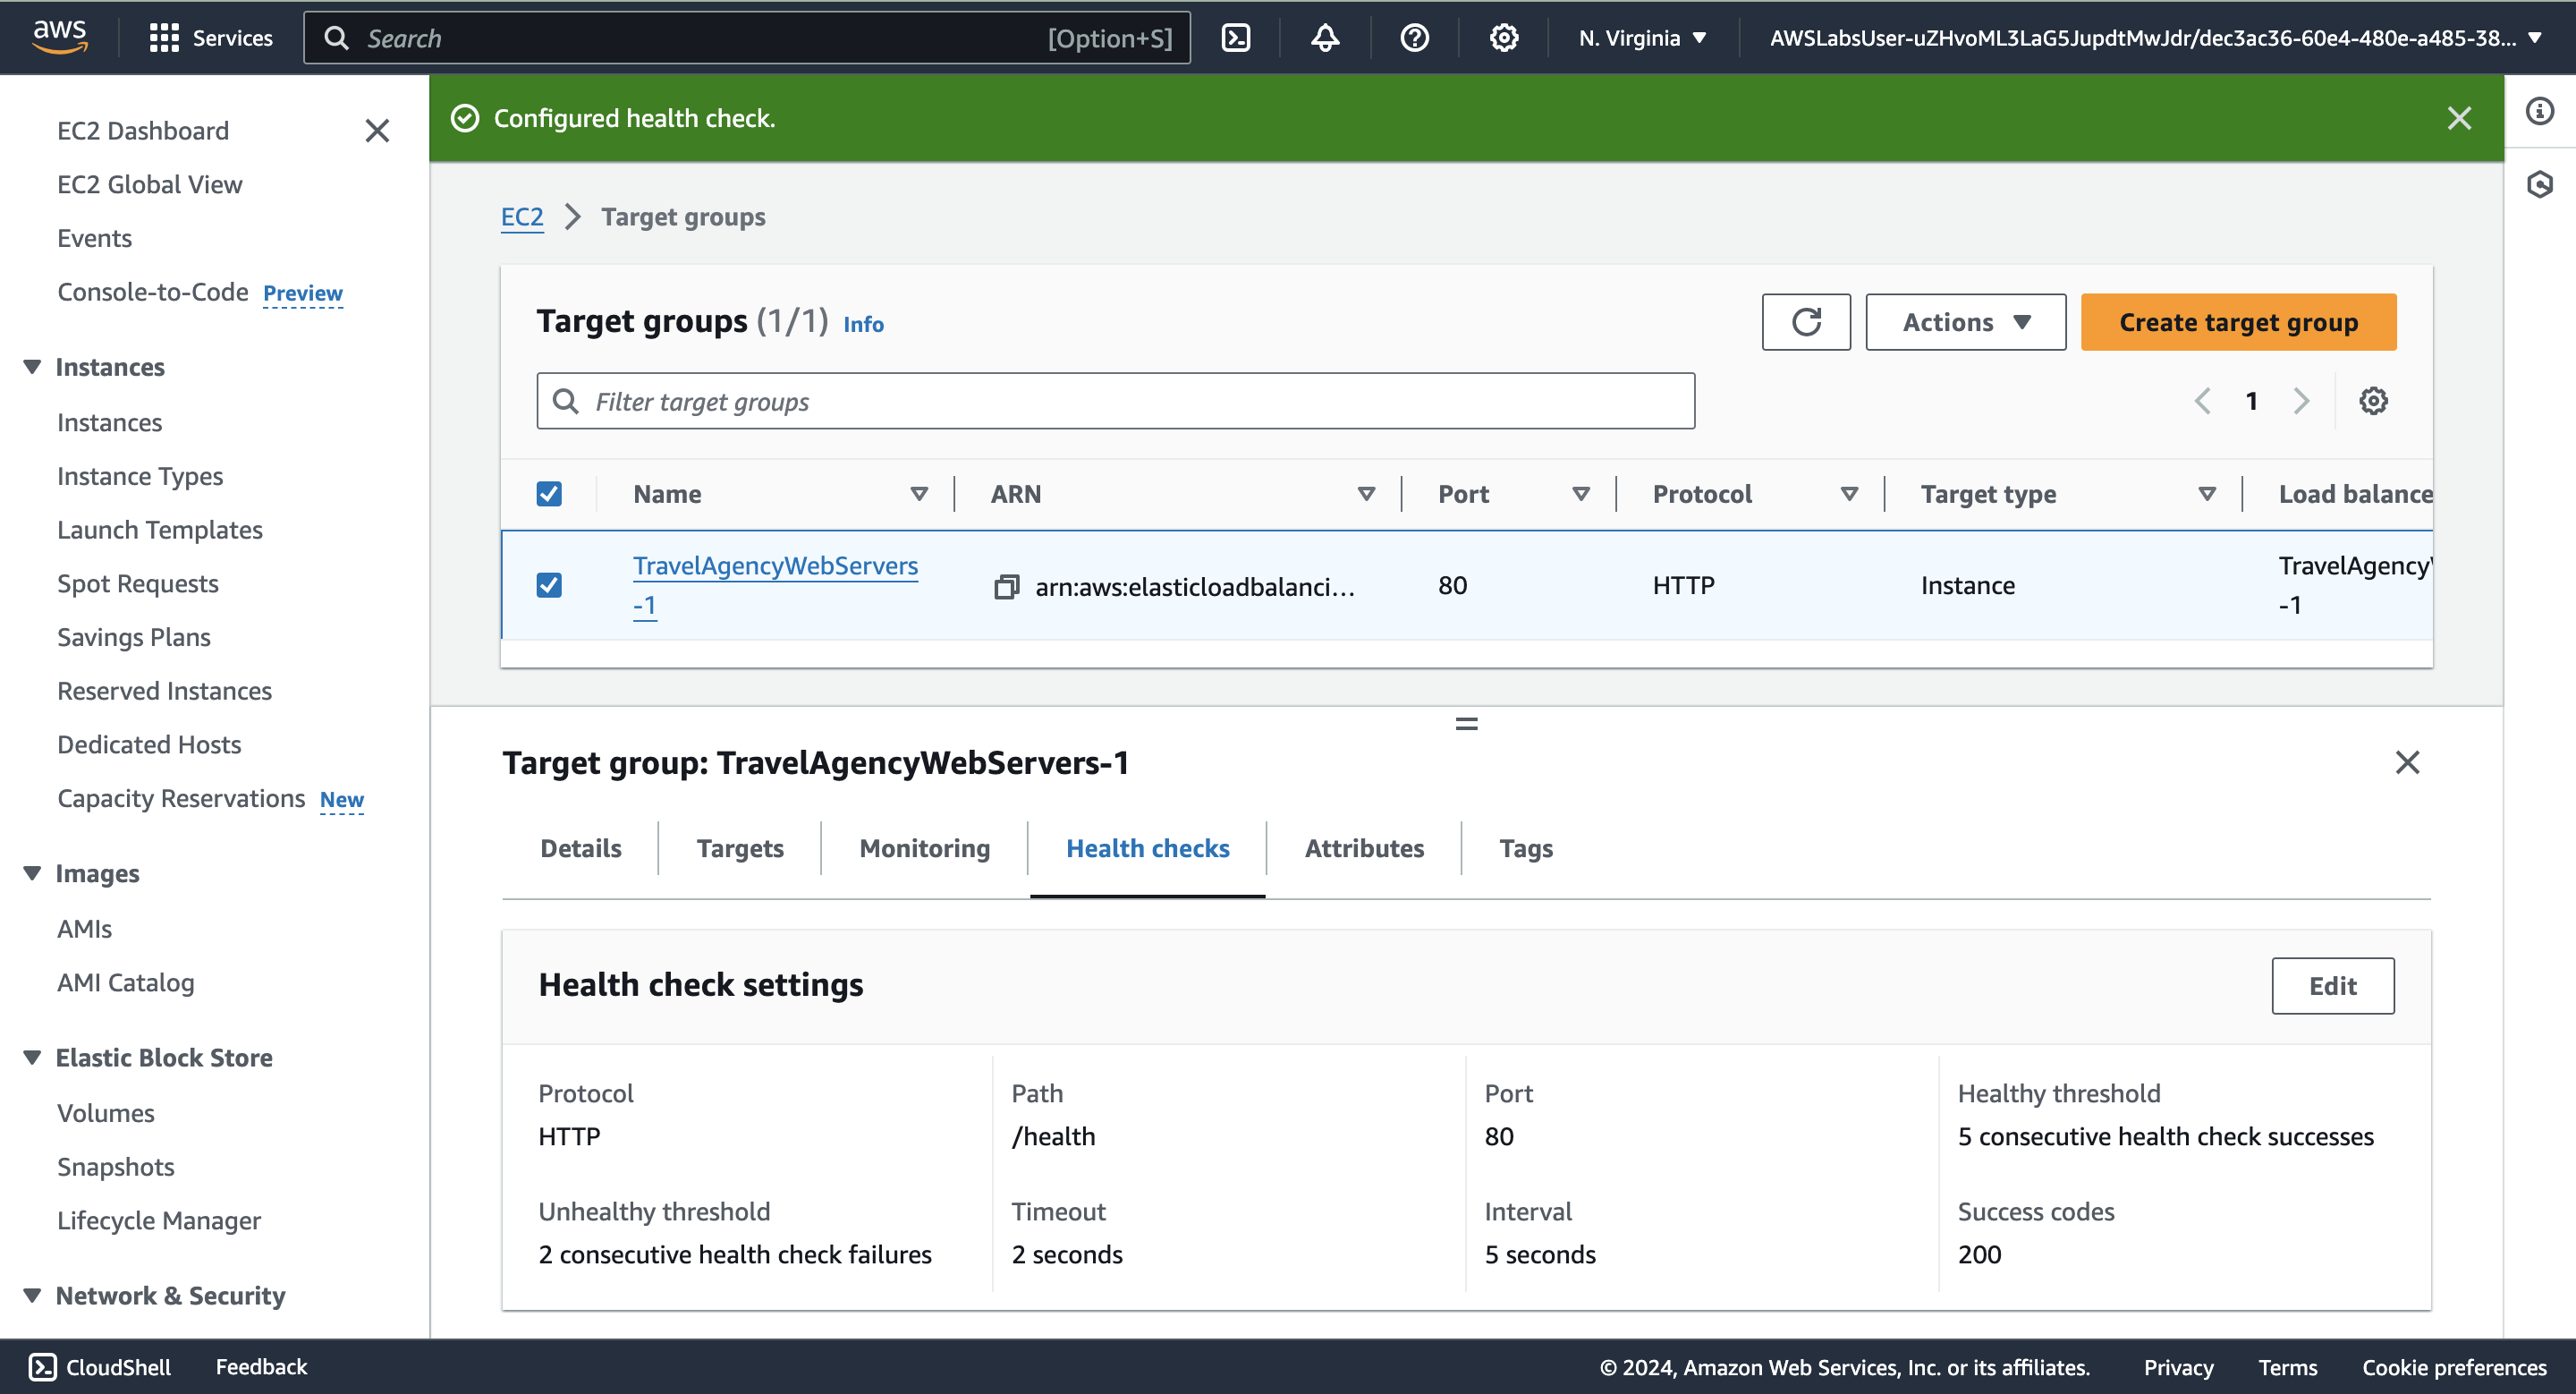 aws
Services
Search
[Option+S]
N. Virginia
AWSLabsUser-uZHvoML3LaG5JupdtMwJdr/dec3ac36-60e4-480e-a485-38...
EC2 Dashboard
EC2 Global View
Events
Console-to-Code Preview
Instances
Instances
Instance Types
Launch Templates
Spot Requests
Savings Plans
Reserved Instances
Dedicated Hosts
Capacity Reservations New
Images
AMIs
AMI Catalog
Elastic Block Store
Volumes
Snapshots
Lifecycle Manager
Network & Security
Configured health check.
EC2 > Target groups
Target groups (1/1) Info
Actions
Create target group
Filter target groups
1
Name ARN Port Protocol Target type Load balance
TravelAgencyWebServers
-1
arn:aws:elasticloadbalanci...
80
HTTP
Instance
TravelAgency
-1
Target group: TravelAgencyWebServers-1
Details Targets Monitoring Health checks Attributes Tags
Health check settings
Edit
Protocol
HTTP
Path
/health
Port
80
Healthy threshold
5 consecutive health check successes
Unhealthy threshold
2 consecutive health check failures
Timeout
2 seconds
Interval
5 seconds
Success codes
200
CloudShell
Feedback
© 2024, Amazon Web Services, Inc. or its affiliates.
Privacy
Terms
Cookie preferences